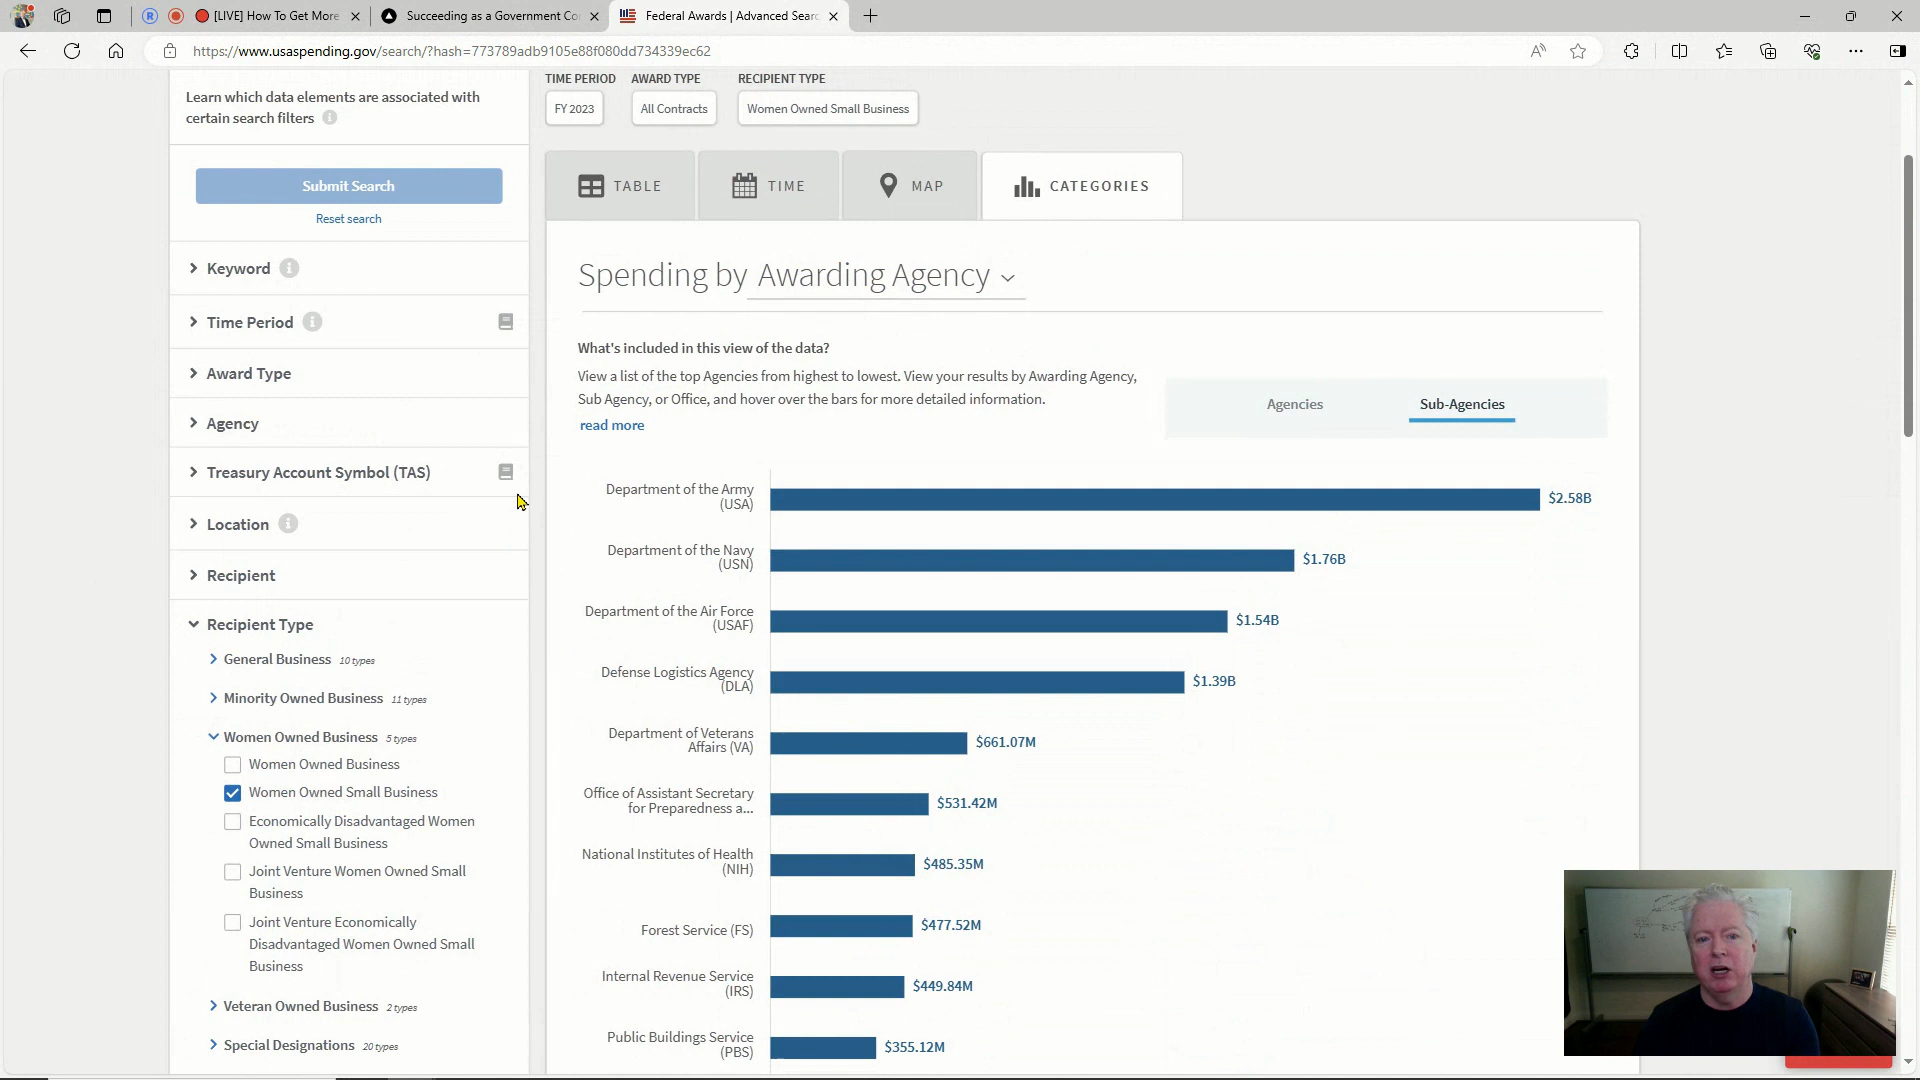 [LIVE] How To Get More
Succeeding as a Government Co
Federal Awards | Advanced Searc
https://www.usaspending.gov/search/?hash=773789adb9105e88f080dd734339ec62
Learn which data elements are associated with
certain search filters
Submit Search
Reset search
Keyword
Time Period
Award Type
Agency
Treasury Account Symbol (TAS)
Location
Recipient
Recipient Type
General Business 10 types
Minority Owned Business 11 types
Women Owned Business 5 types
Women Owned Business
Women Owned Small Business
Economically Disadvantaged Women
Owned Small Business
Joint Venture Women Owned Small
Business
Joint Venture Economically
Disadvantaged Women Owned Small
Business
Veteran Owned Business 2 types
Special Designations 20 types
TIME PERIOD AWARD TYPE RECIPIENT TYPE
FY 2023 All Contracts Women Owned Small Business
TABLE TIME MAP CATEGORIES
Spending by Awarding Agency
What's included in this view of the data?
View a list of the top Agencies from highest to lowest. View your results by Awarding Agency,
Sub Agency, or Office, and hover over the bars for more detailed information.
read more
Agencies Sub-Agencies
Department of the Army
(USA) $2.58B
Department of the Navy
(USN) $1.76B
Department of the Air Force
(USAF) $1.54B
Defense Logistics Agency
(DLA) $1.39B
Department of Veterans
Affairs (VA) $661.07M
Office of Assistant Secretary
for Preparedness a... $531.42M
National Institutes of Health
(NIH) $485.35M
Forest Service (FS) $477.52M
Internal Revenue Service
(IRS) $449.84M
Public Buildings Service
(PBS) $355.12M